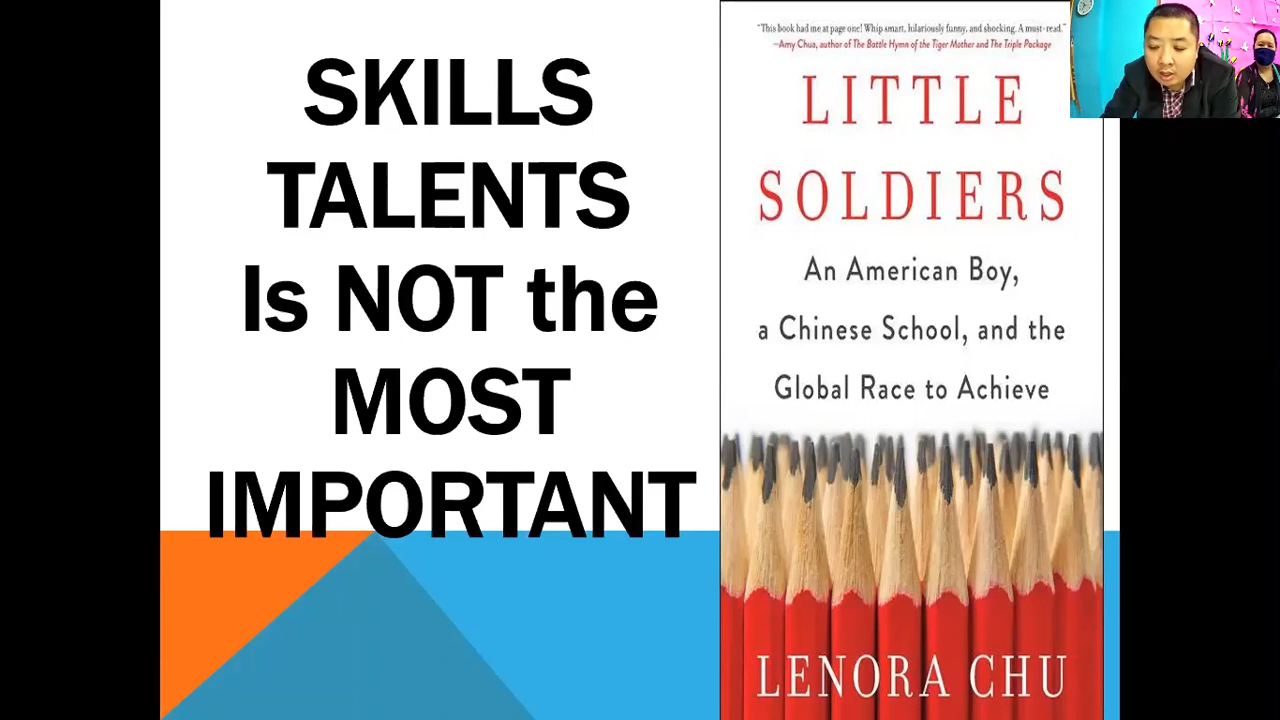 SKILLS
TALENTS
Is NOT the
MOST
IMPORTANT
"This book had me at page one! Whip smart, hilariously funny, and shocking. A must-read."
—Amy Chua, author of The Battle Hymn of the Tiger Mother and The Triple Package
LITTLE
SOLDIERS
An American Boy,
a Chinese School, and the
Global Race to Achieve
LENORA CHU